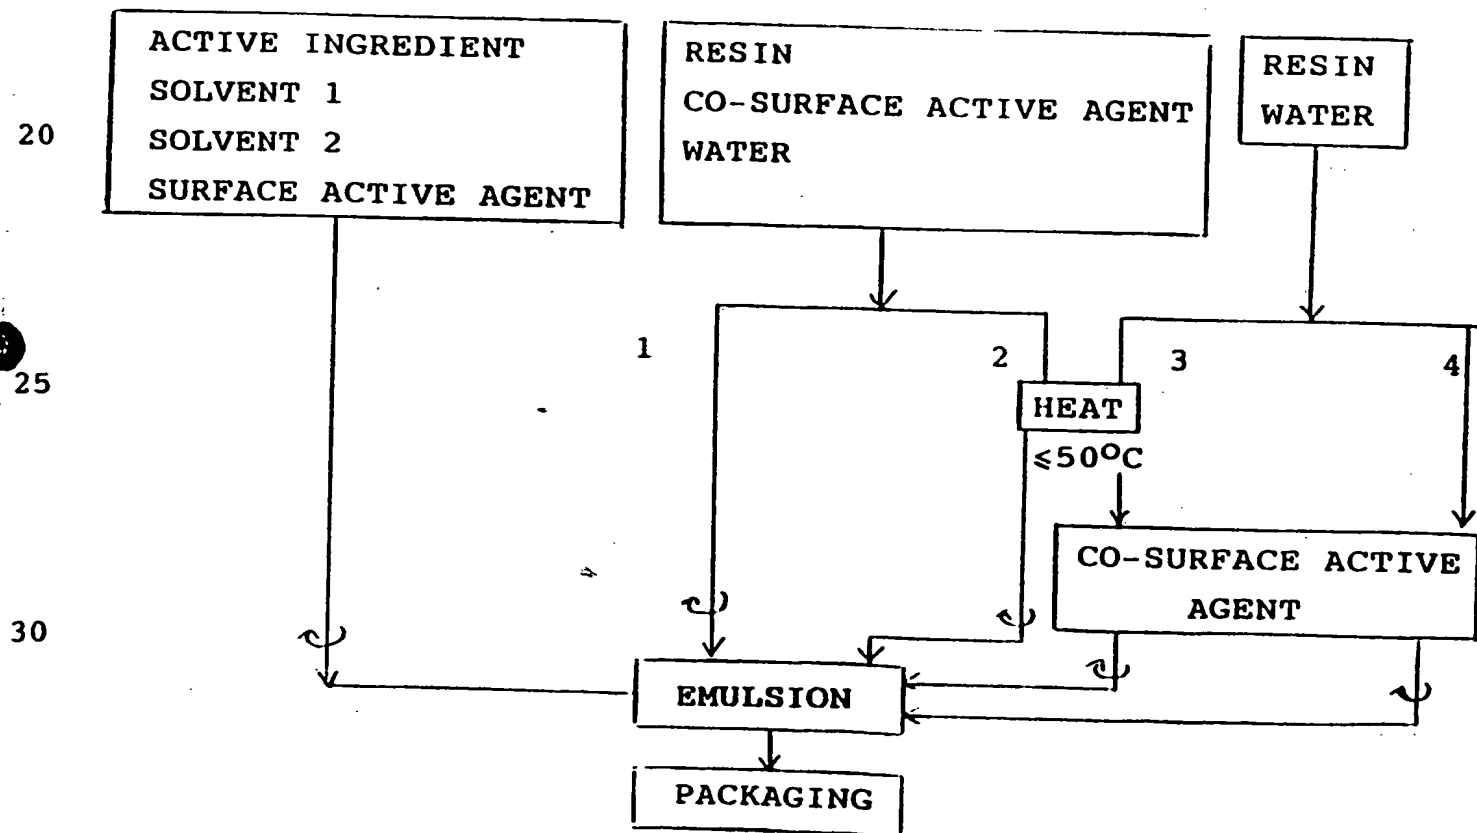 ACTIVE INGREDIENT
SOLVENT 1
SOLVENT 2
SURFACE ACTIVE AGENT
RESIN
CO-SURFACE ACTIVE AGENT
WATER
RESIN
WATER
20
1
2
3
4
25
HEAT
≤50°C
CO-SURFACE ACTIVE
AGENT
30
EMULSION
PACKAGING